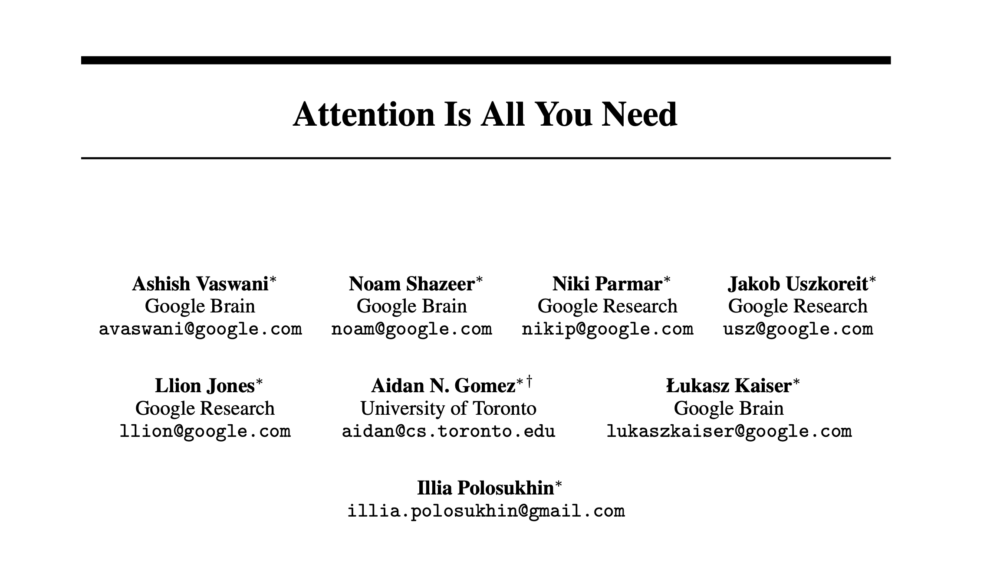 Attention Is All You Need
Ashish Vaswani* Noam Shazeer* Niki Parmar* Jakob Uszkoreit*
Google Brain Google Brain Google Research Google Research
avaswani@google.com noam@google.com nikip@google.com usz@google.com
Llion Jones* Aidan N. Gomez*† Łukasz Kaiser*
Google Research University of Toronto Google Brain
llion@google.com aidan@cs.toronto.edu lukaszkaiser@google.com
Illia Polosukhin*
illia.polosukhin@gmail.com